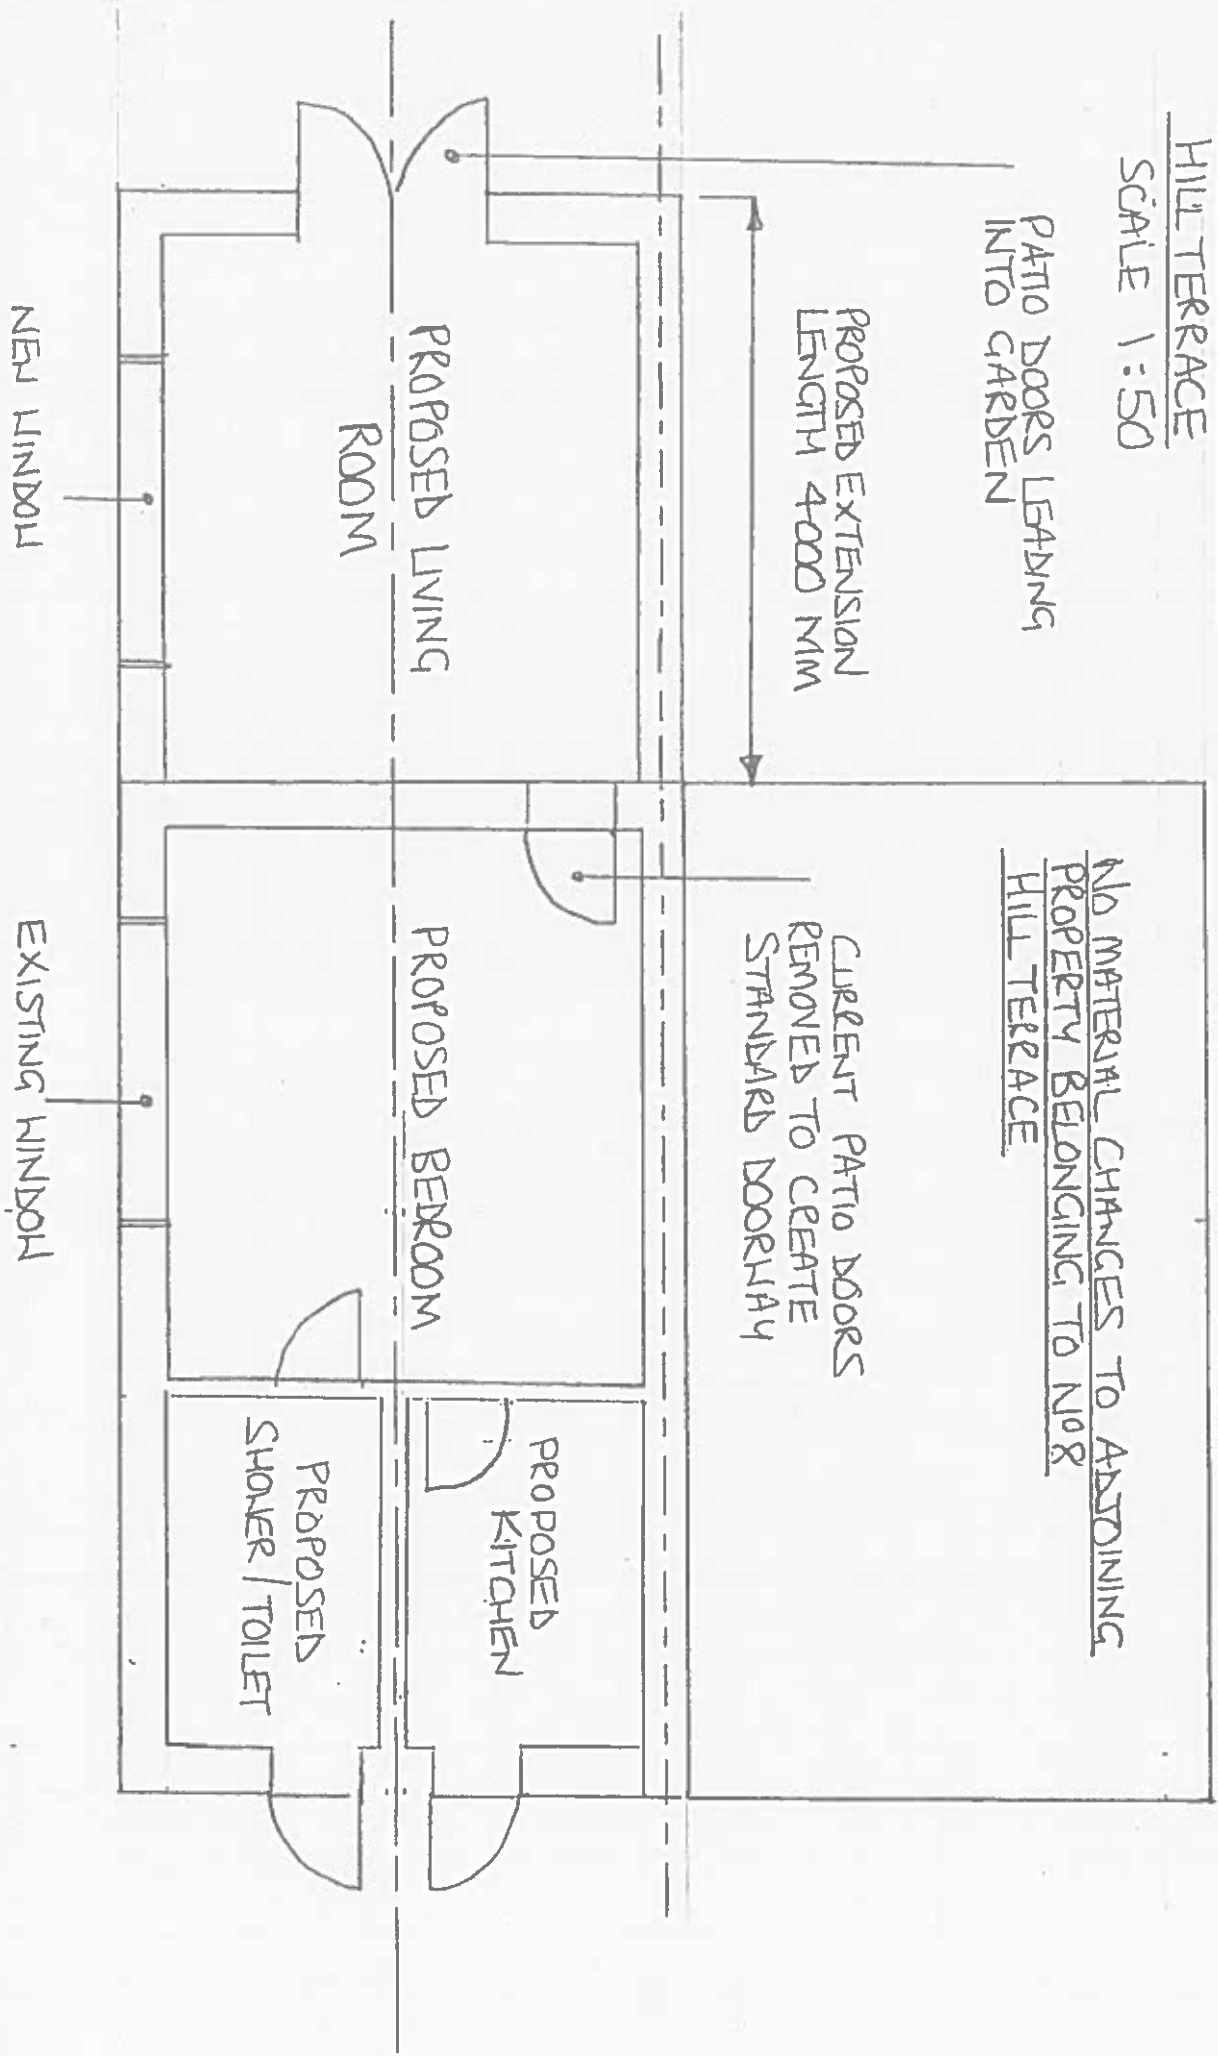 HILL TERRACE
SCALE 1:50
PATIO DOORS LEADING
INTO GARDEN
PROPOSED EXTENSION
LENGTH 4000 MM
NO MATERIAL CHANGES TO ADJOINING
PROPERTY BELONGING TO NO8
HILL TERRACE
CURRENT PATIO DOORS
REMOVED TO CREATE
STANDARD DOORWAY
PROPOSED LIVING
ROOM
PROPOSED BEDROOM
PROPOSED
KITCHEN
PROPOSED
SHOWER/TOILET
NEW WINDOW
EXISTING WINDOW